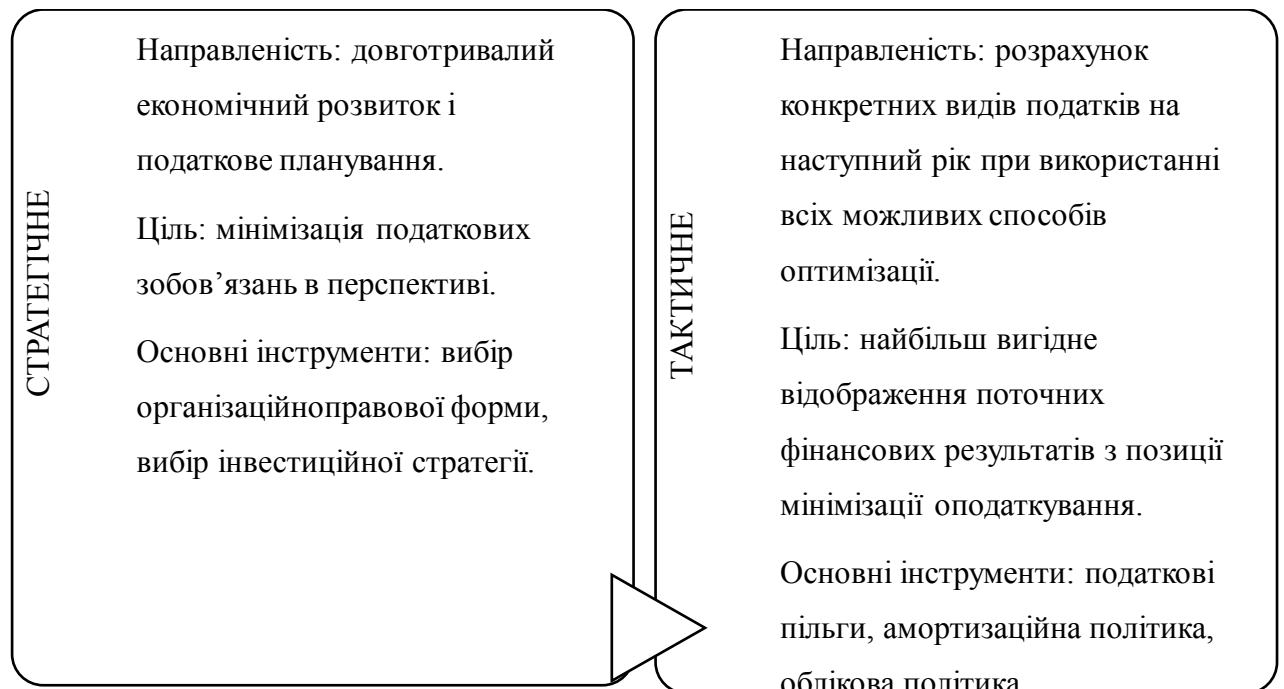 СТРАТЕГІЧНЕ
Направленість: довготривалий
економічний розвиток і
податкове планування.
Ціль: мінімізація податкових
зобов’язань в перспективі.
Основні інструменти: вибір
організаційноправової форми,
вибір інвестиційної стратегії.
ТАКТИЧНЕ
Направленість: розрахунок
конкретних видів податків на
наступний рік при використанні
всіх можливих способів
оптимізації.
Ціль: найбільш вигідне
відображення поточних
фінансових результатів з позиції
мінімізації оподаткування.
Основні інструменти: податкові
пільги, амортизаційна політика,
облікова політика